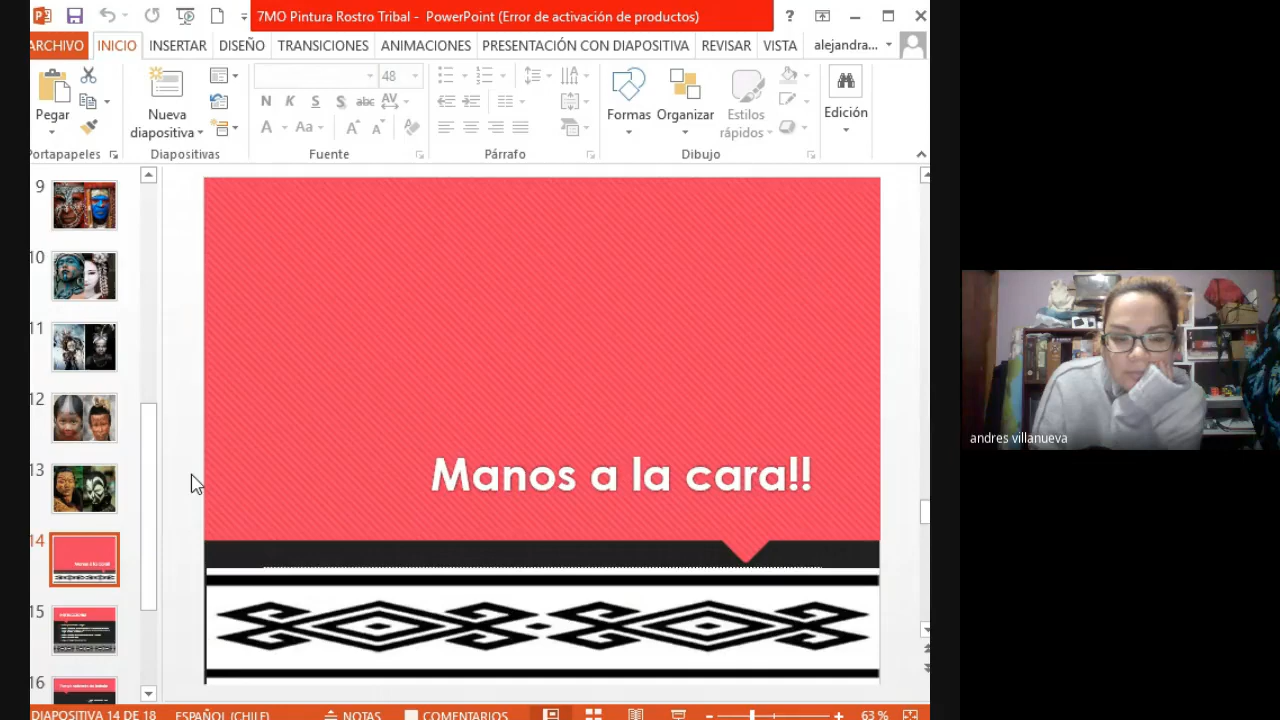 7MO Pintura Rostro Tribal - PowerPoint (Error de activación de productos)
?
ARCHIVO INICIO INSERTAR DISEÑO TRANSICIONES ANIMACIONES PRESENTACIÓN CON DIAPOSITIVA REVISAR VISTA alejandra...
48
N K S S abc AV
A Aa A A
Pegar
Nueva
diapositiva
Formas Organizar Estilos
rápidos
Edición
Portapapeles Diapositivas Fuente Párrafo Dibujo
9
10
11
12
13
14
15
16
Manos a la cara!!
andres villanueva
DIAPOSITIVA 14 DE 18 ESPAÑOL (CHILE) NOTAS COMENTARIOS 63 %